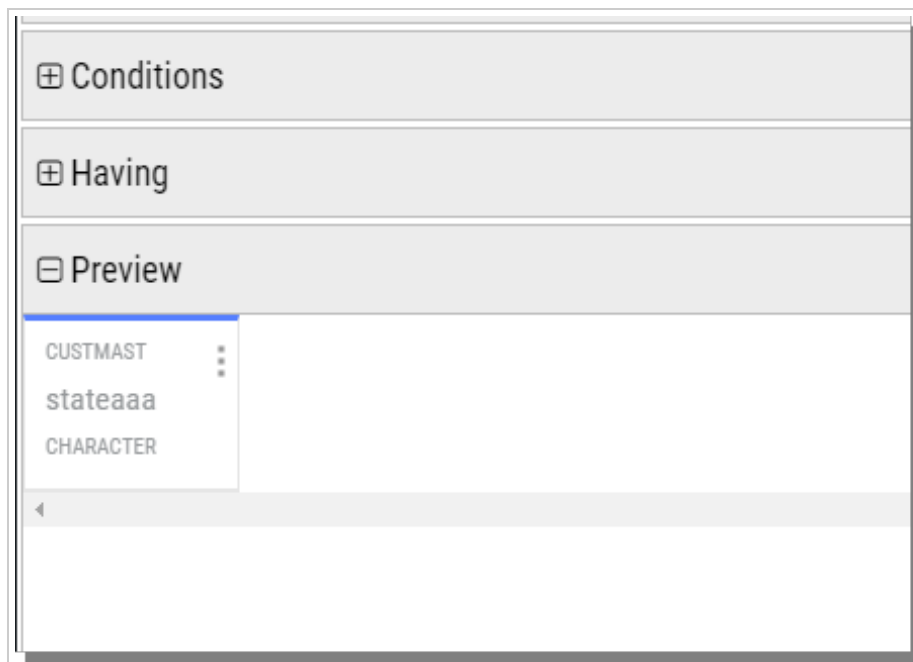 Conditions
Having
Preview
CUSTMAST
stateaaa
CHARACTER